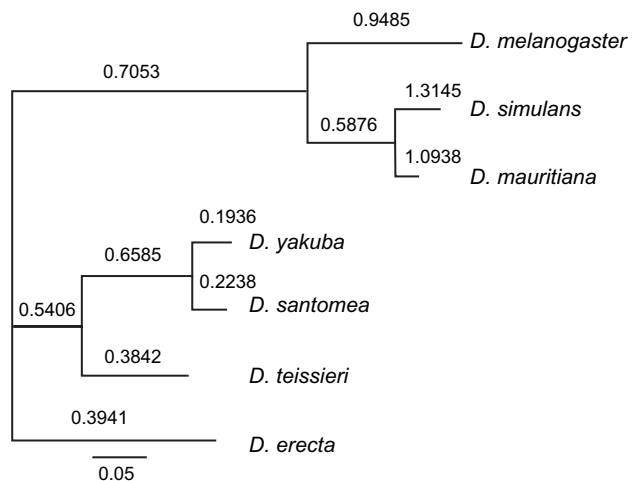 0.9485
D. melanogaster
0.7053
1.3145
D. simulans
0.5876
1.0938
D. mauritiana
0.1936
D. yakuba
0.6585
0.2238
D. santomea
0.5406
0.3842
D. teissieri
0.3941
D. erecta
0.05